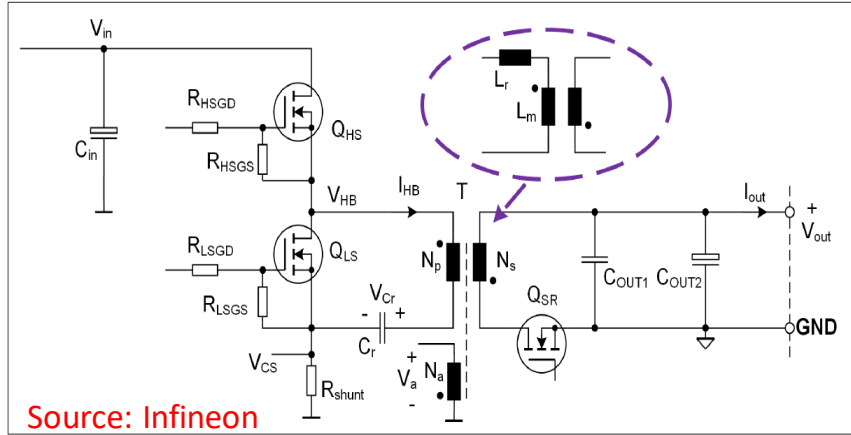 V_in
L_r
L_m
R_HSGD
Q_HS
C_in
R_HSGS
V_HB
I_HB
T
I_out
+
V_out
R_LSGD
Q_LS
N_p
N_s
C_OUT1
C_OUT2
R_LSGS
V_Cr
- +
Q_SR
GND
C_r
V_CS
+
V_a
-
N_a
R_shunt
Source: Infineon